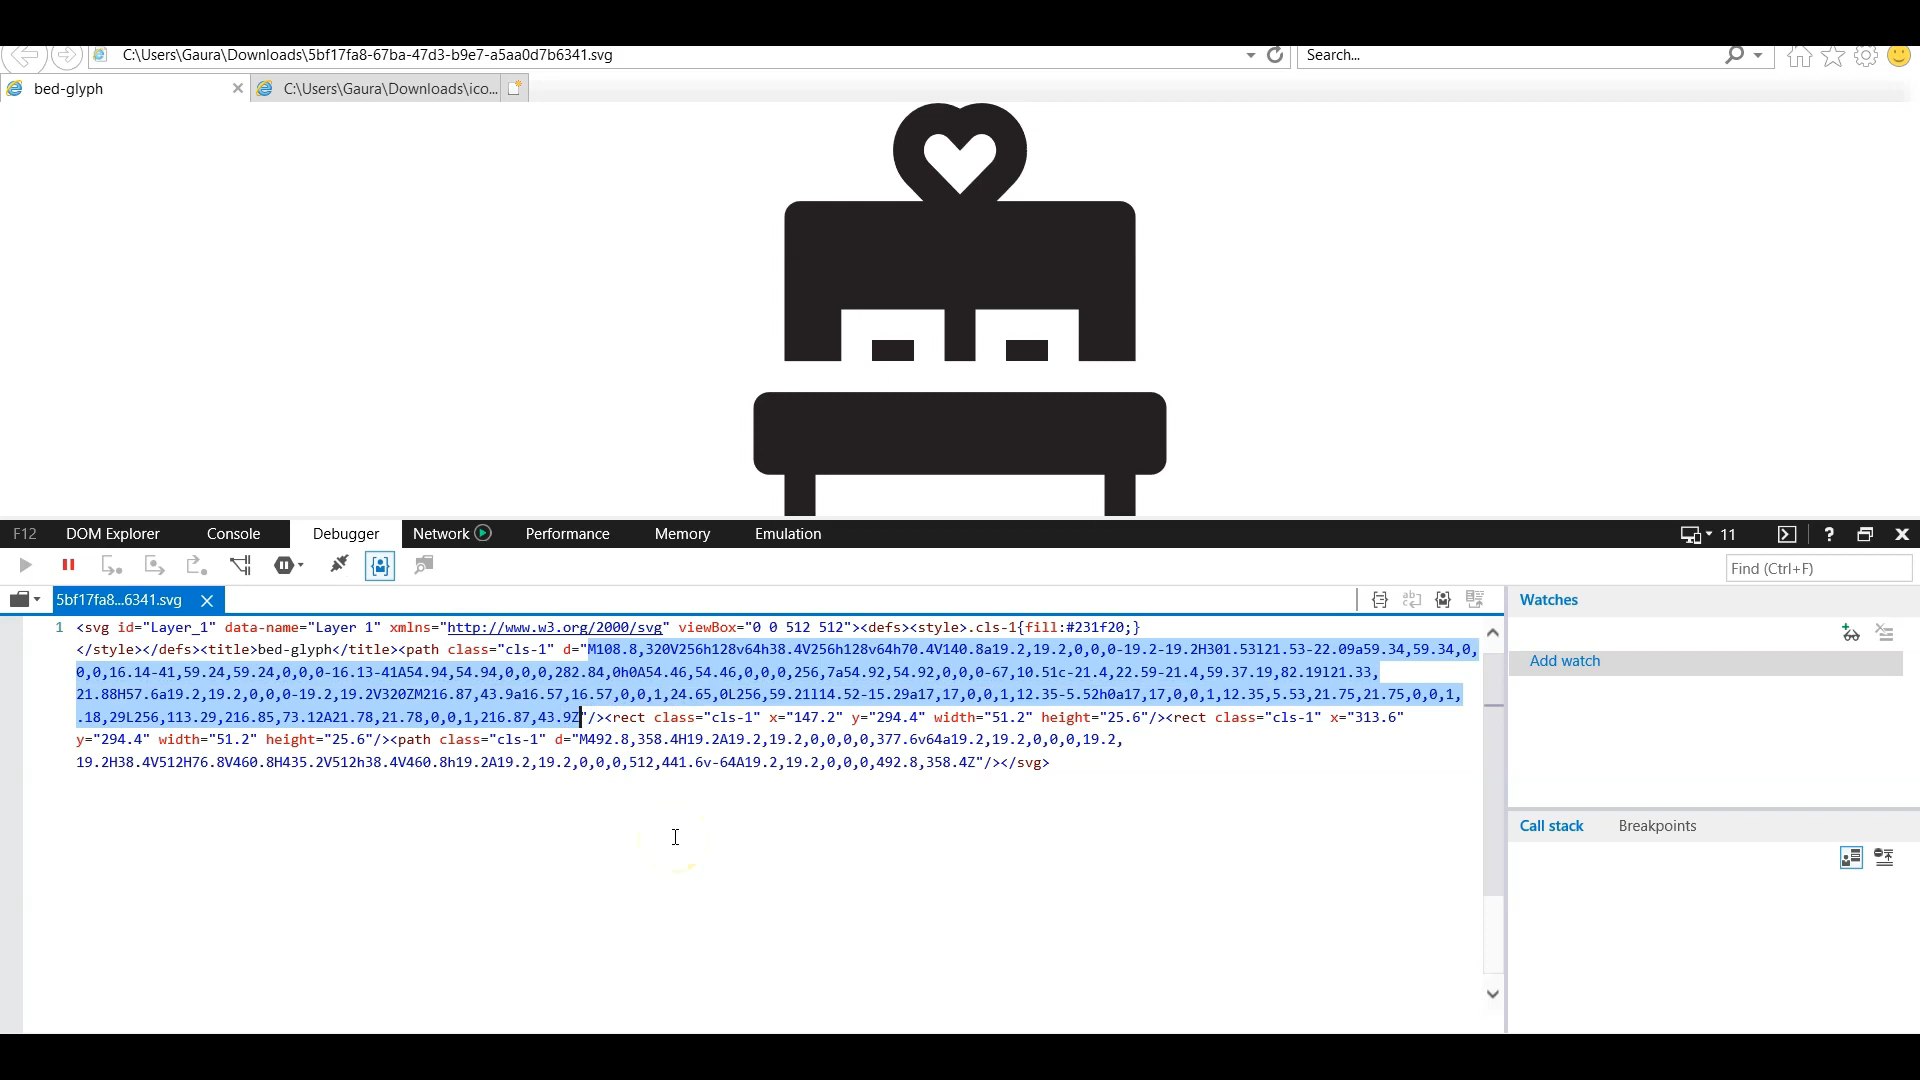 C:\Users\Gaura\Downloads\5bf17fa8-67ba-47d3-b9e7-a5aa0d7b6341.svg
Search...
bed-glyph
C:\Users\Gaura\Downloads\ico...
F12 DOM Explorer Console Debugger Network Performance Memory Emulation 11 ?
Find (Ctrl+F)
5bf17fa8...6341.svg
Watches
1 <svg id="Layer_1" data-name="Layer 1" xmlns="http://www.w3.org/2000/svg" viewBox="0 0 512 512"><defs><style>.cls-1{fill:#231f20;}
</style></defs><title>bed-glyph</title><path class="cls-1" d="M108.8,320V256h128v64h38.4V256h128v64h70.4V140.8a19.2,19.2,0,0,0-19.2-19.2H301.53l21.53-22.09a59.34,59.34,0,
0,0,16.14-41,59.24,59.24,0,0,0-16.13-41A54.94,54.94,0,0,0,282.84,0h0A54.46,54.46,0,0,0,256,7a54.92,54.92,0,0,0-67,10.51c-21.4,22.59-21.4,59.37.19,82.19l21.33,
21.88H57.6a19.2,19.2,0,0,0-19.2,19.2V320ZM216.87,43.9a16.57,16.57,0,0,1,24.65,0L256,59.21l14.52-15.29a17,17,0,0,1,12.35-5.52h0a17,17,0,0,1,12.35,5.53,21.75,21.75,0,0,1,
.18,29L256,113.29,216.85,73.12A21.78,21.78,0,0,1,216.87,43.9Z"/><rect class="cls-1" x="147.2" y="294.4" width="51.2" height="25.6"/><rect class="cls-1" x="313.6"
y="294.4" width="51.2" height="25.6"/><path class="cls-1" d="M492.8,358.4H19.2A19.2,19.2,0,0,0,0,377.6v64a19.2,19.2,0,0,0,19.2,
19.2H38.4V512H76.8V460.8H435.2V512h38.4V460.8h19.2A19.2,19.2,0,0,0,512,441.6v-64A19.2,19.2,0,0,0,492.8,358.4Z"/></svg>
Add watch
Call stack Breakpoints